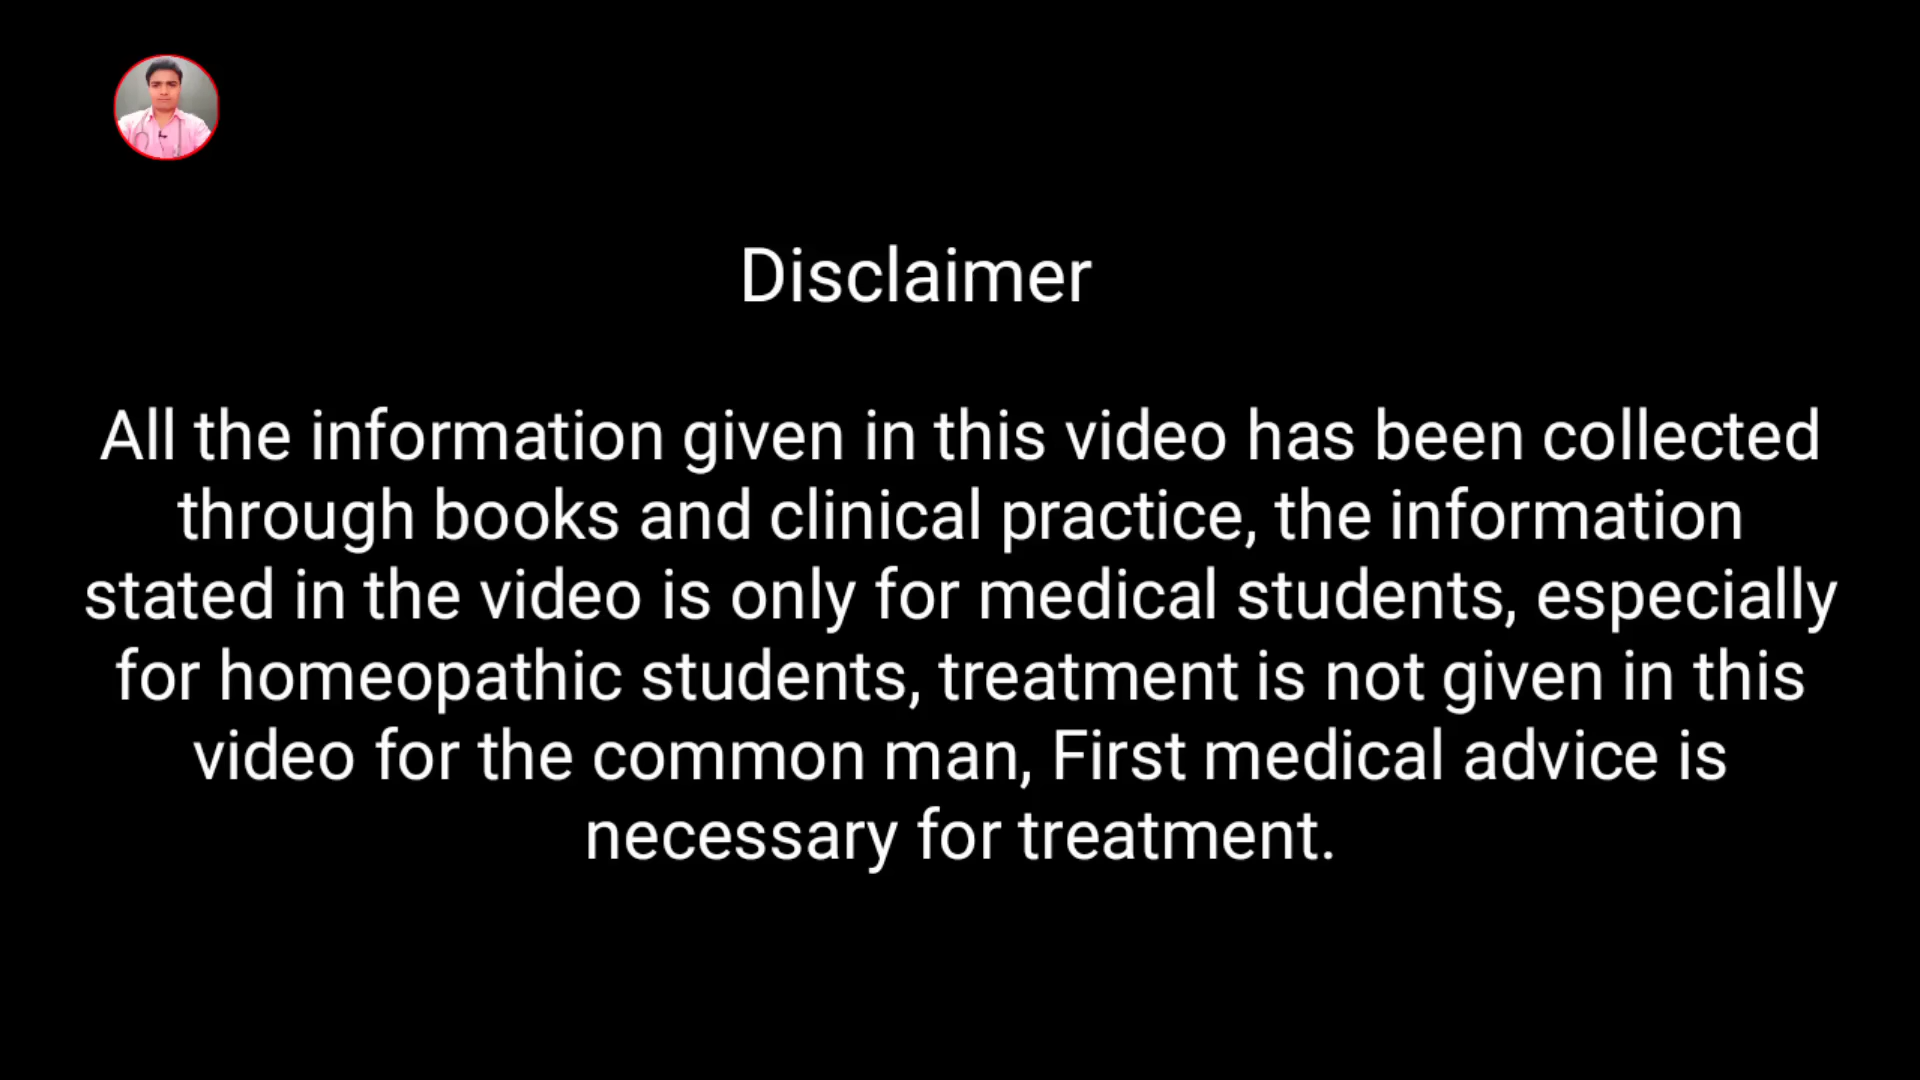 Disclaimer
All the information given in this video has been collected
through books and clinical practice, the information
stated in the video is only for medical students, especially
for homeopathic students, treatment is not given in this
video for the common man, First medical advice is
necessary for treatment.